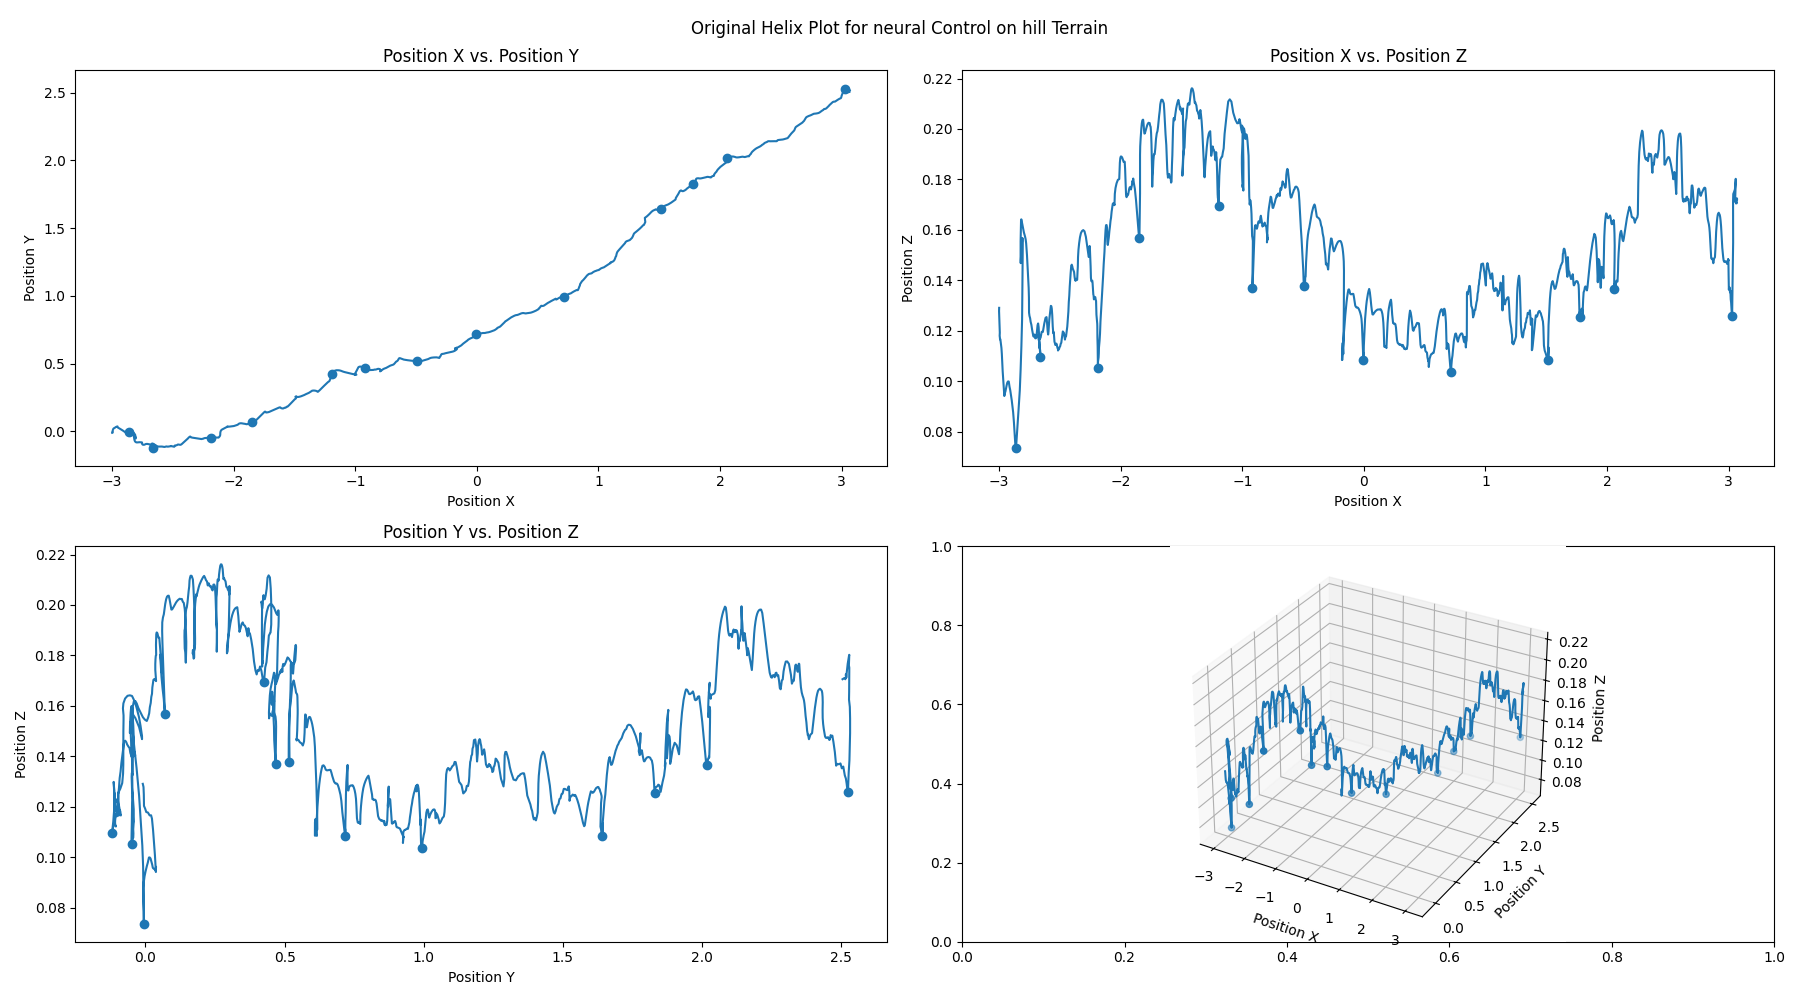 Original Helix Plot for neural Control on hill Terrain
Position X vs. Position Y
2.5
2.0
1.5
1.0
0.5
0.0
Position Y
−3 −2 −1 0 1 2 3
Position X
Position X vs. Position Z
0.22
0.20
0.18
0.16
0.14
0.12
0.10
0.08
Position Z
−3 −2 −1 0 1 2 3
Position X
Position Y vs. Position Z
0.22
0.20
0.18
0.16
0.14
0.12
0.10
0.08
Position Z
0.0 0.5 1.0 1.5 2.0 2.5
Position Y
1.0
0.8
0.6
0.4
0.2
0.0
0.0 0.2 0.4 0.6 0.8 1.0
0.22
0.20
0.18
0.16
0.14
0.12
0.10
0.08
Position Z
2.5
2.0
1.5
1.0
0.5
0.0
Position Y
−3 −2 −1 0 1 2 3
Position X